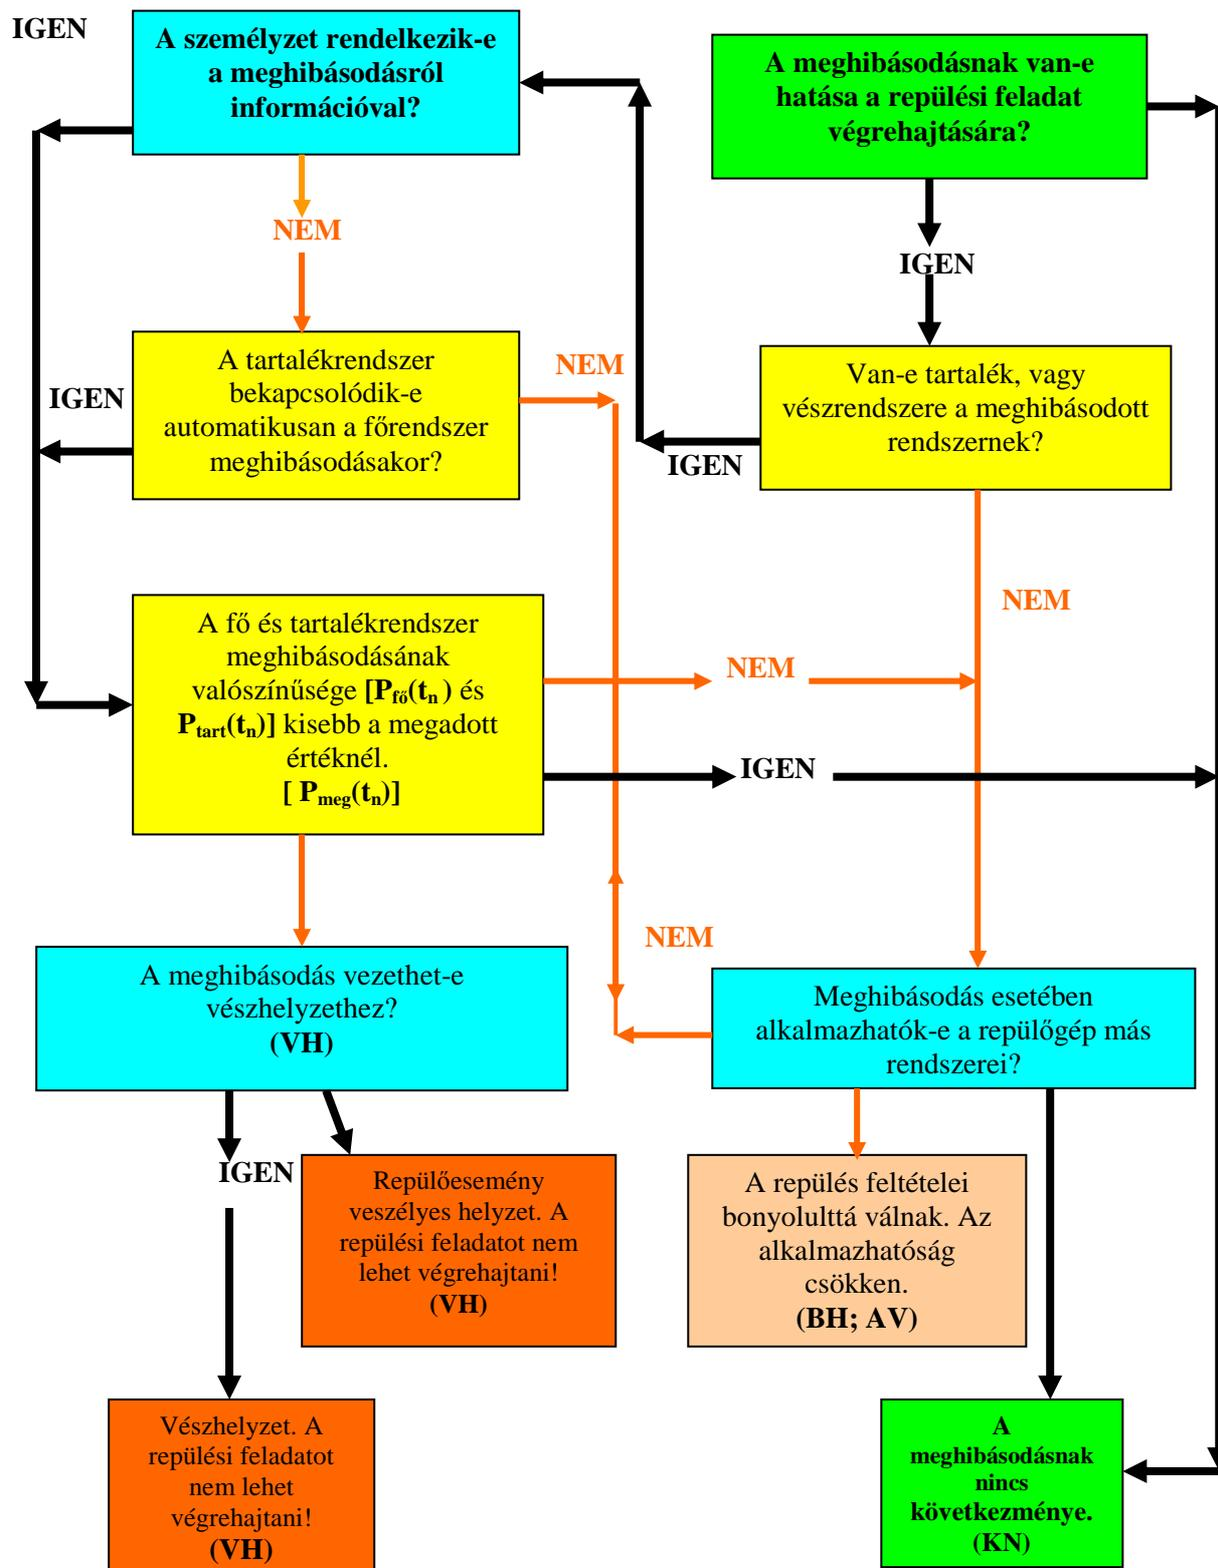 IGEN
A személyzet rendelkezik-e
a meghibásodásról
információval?
A meghibásodásnak van-e
hatása a repülési feladat
végrehajtására?
NEM
IGEN
A tartalékrendszer
bekapcsolódik-e
automatikusan a főrendszer
meghibásodásakor?
IGEN
NEM
Van-e tartalék, vagy
vészrendszere a meghibásodott
rendszernek?
IGEN
NEM
A fő és tartalékrendszer
meghibásodásának
valószínűsége [Pfő(tn ) és
Ptart(tn)] kisebb a megadott
értéknél.
[ Pmeg(tn)]
NEM
IGEN
NEM
A meghibásodás vezethet-e
vészhelyzethez?
(VH)
Meghibásodás esetében
alkalmazhatók-e a repülőgép más
rendszerei?
IGEN
Repülőesemény
veszélyes helyzet. A
repülési feladatot nem
lehet végrehajtani!
(VH)
A repülés feltételei
bonyolulttá válnak. Az
alkalmazhatóság
csökken.
(BH; AV)
Vészhelyzet. A
repülési feladatot
nem lehet
végrehajtani!
(VH)
A
meghibásodásnak
nincs
következménye.
(KN)